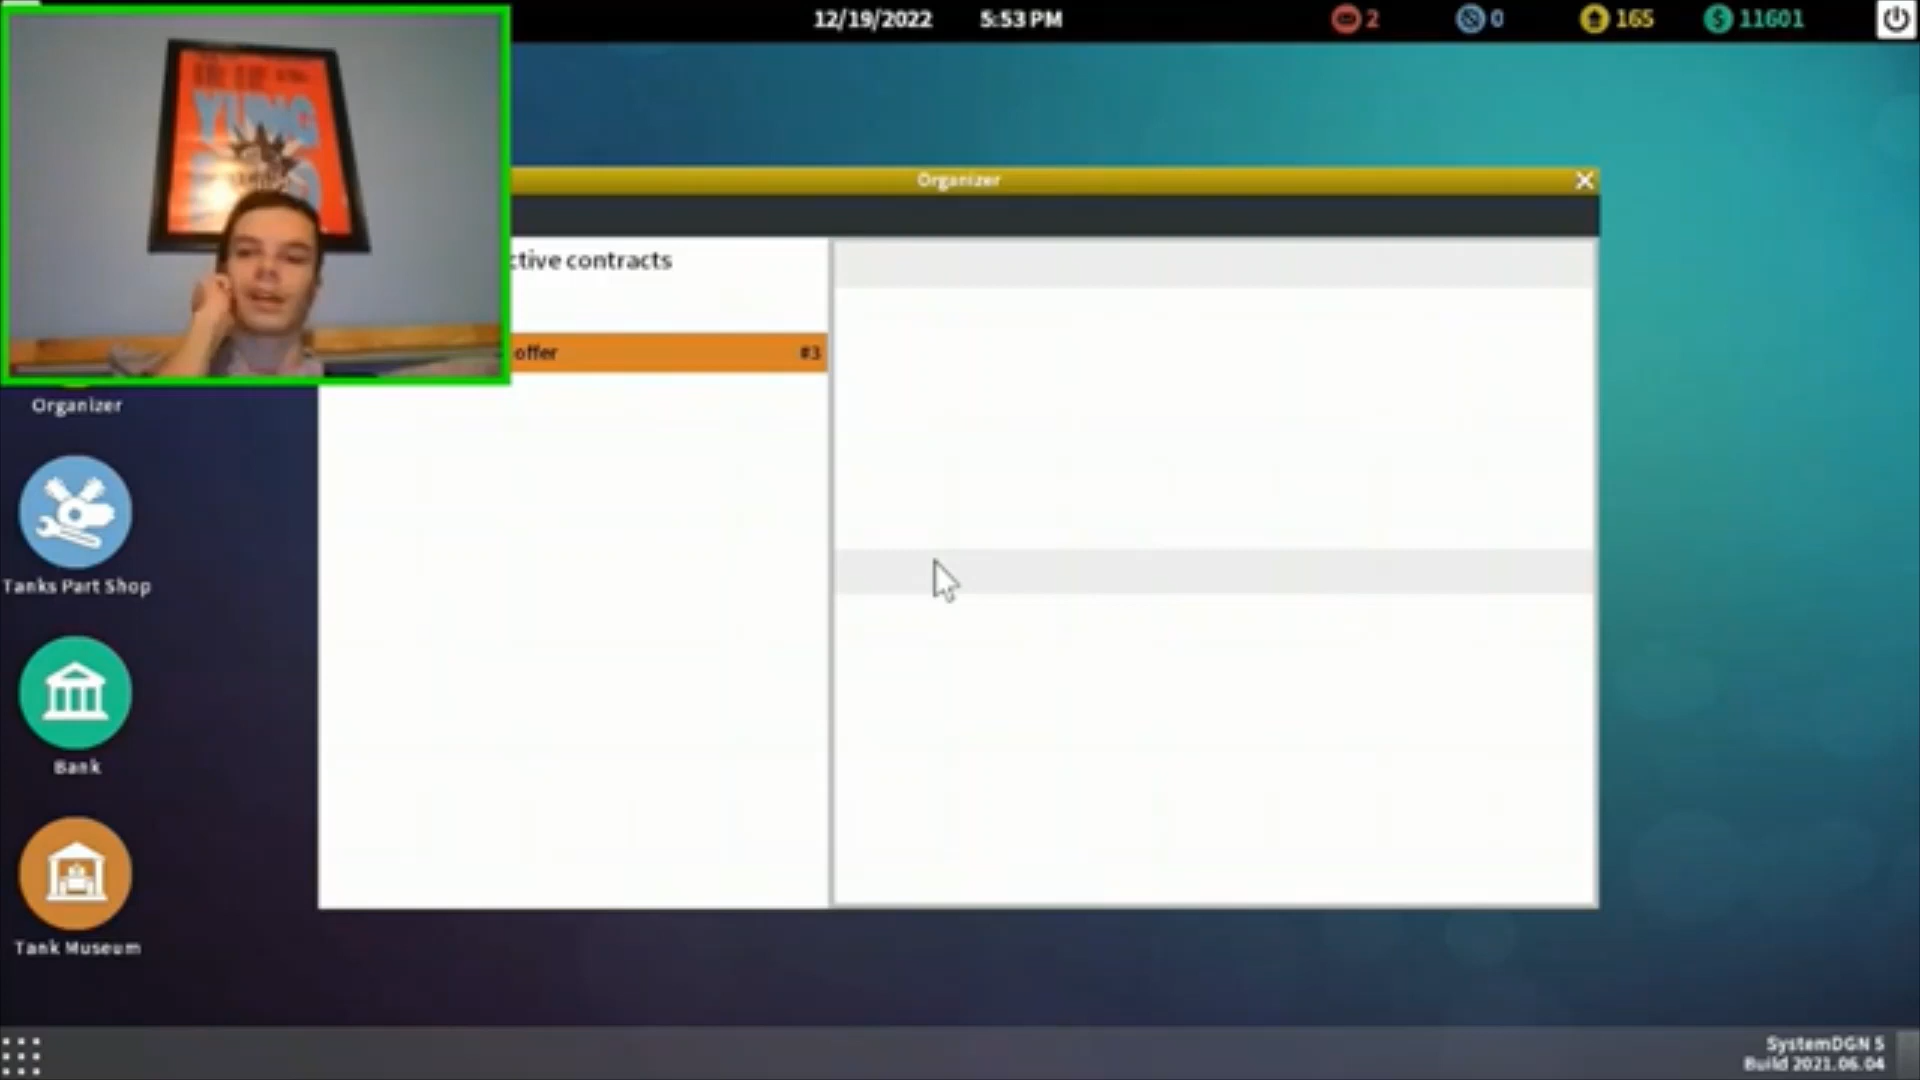 12/19/2022 5:53 PM 2 0 165 11601
YUNG
Organizer
ctive contracts
offer #3
Organizer
Tanks Part Shop
Bank
Tank Museum
SystemDGN 5
Build 2021.06.04